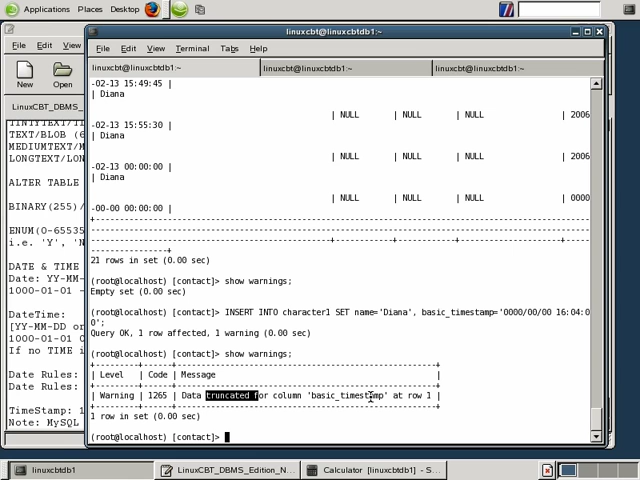 Applications Places Desktop
linuxcbt@linuxcbtdb1:~
File Edit View
File Edit View Terminal Tabs Help
New Open
linuxcbt@linuxcbtdb1:~ linuxcbt@linuxcbtdb1:~ linuxcbt@linuxcbtdb1:~
LinuxCBT_DBMS_
TEXT/BLOB (6
MEDIUMTEXT/M
LONGTEXT/LON
ALTER TABLE
BINARY(255)/
ENUM(0-65535
i.e. 'Y', 'N
DATE & TIME
Date: YY-MM-
1000-01-01 -
DateTime:
[YY-MM-DD or
1000-01-01 0
If no TIME i
Date Rules:
Date Rules:
TimeStamp: 1
Note: MySQL
-02-13 15:49:45 |
| Diana
| NULL | NULL | NULL | 2006
-02-13 15:55:30 |
| Diana
| NULL | NULL | NULL | 2006
-02-13 00:00:00 |
| Diana
| NULL | NULL | NULL | 0000
-00-00 00:00:00 |
21 rows in set (0.00 sec)
(root@localhost) [contact]> show warnings;
Empty set (0.00 sec)
(root@localhost) [contact]> INSERT INTO character1 SET name='Diana', basic_timestamp='0000/00/00 16:04:0
0';
Query OK, 1 row affected, 1 warning (0.00 sec)
(root@localhost) [contact]> show warnings;
| Level | Code | Message |
| Warning | 1265 | Data truncated for column 'basic_timestamp' at row 1 |
1 row in set (0.00 sec)
(root@localhost) [contact]>
linuxcbtdb1 LinuxCBT_DBMS_Edition_N... Calculator [linuxcbtdb1] - S...